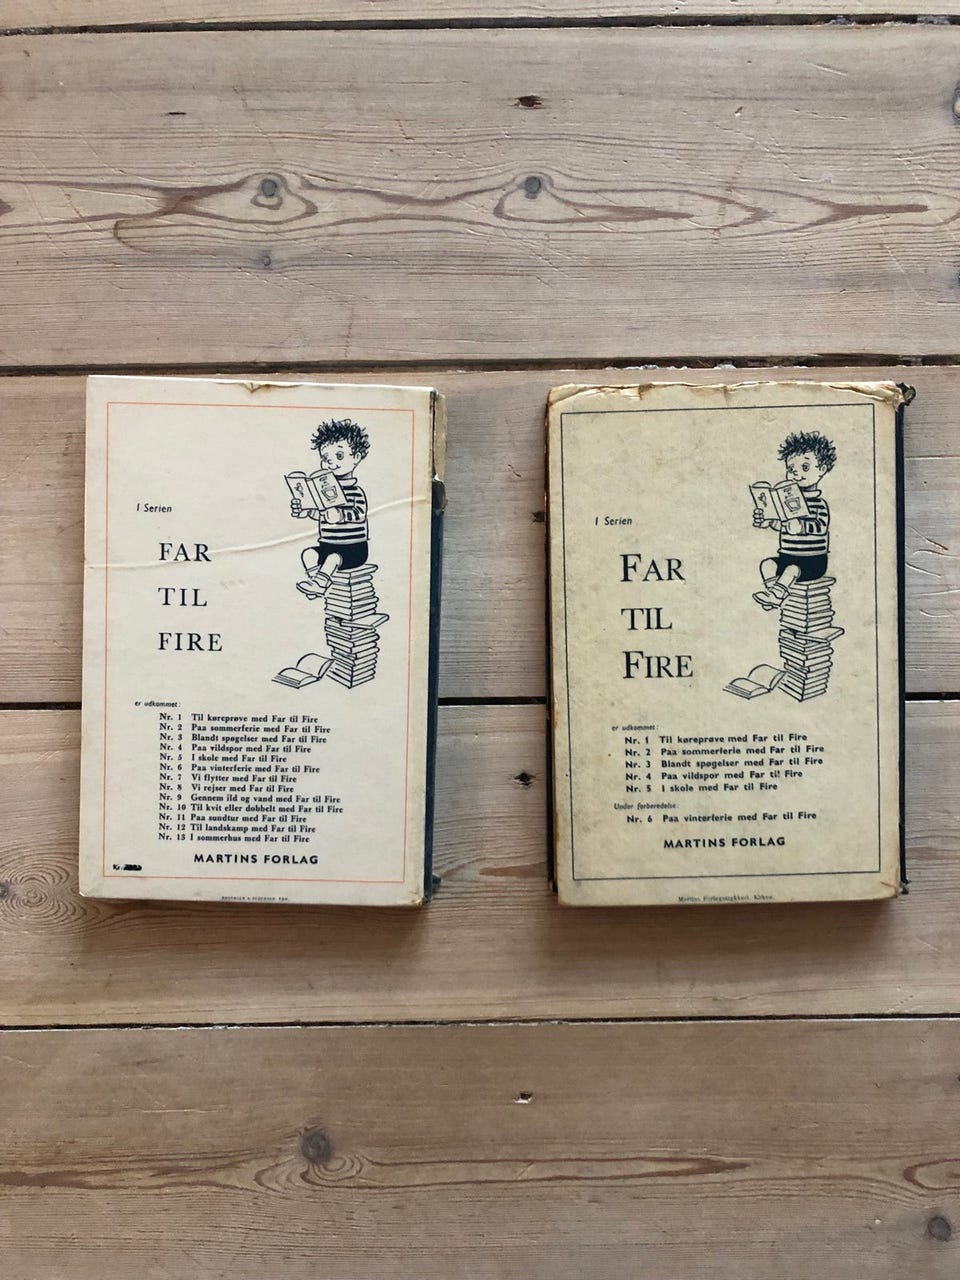 I Serien
FAR
TIL
FIRE
er udkommet:
Nr. 1 Til køreprøve med Far til Fire
Nr. 2 Paa sommerferie med Far til Fire
Nr. 3 Blandt spøgelser med Far til Fire
Nr. 4 Paa vildspor med Far til Fire
Nr. 5 I skole med Far til Fire
Nr. 6 Paa vinterferie med Far til Fire
Nr. 7 Vi flytter med Far til Fire
Nr. 8 Vi rejser med Far til Fire
Nr. 9 Gennem ild og vand med Far til Fire
Nr. 10 Til kvit eller dobbelt med Far til Fire
Nr. 11 Paa sundtur med Far til Fire
Nr. 12 Til landskamp med Far til Fire
Nr. 13 I sommerhus med Far til Fire
MARTINS FORLAG
Kr.
I Serien
FAR
TIL
FIRE
er udkommet:
Nr. 1 Til køreprøve med Far til Fire
Nr. 2 Paa sommerferie med Far til Fire
Nr. 3 Blandt spøgelser med Far til Fire
Nr. 4 Paa vildspor med Far til Fire
Nr. 5 I skole med Far til Fire
Under forberedelse:
Nr. 6 Paa vinterferie med Far til Fire
MARTINS FORLAG
Martins Forlagstrykkeri, Kbhvn.